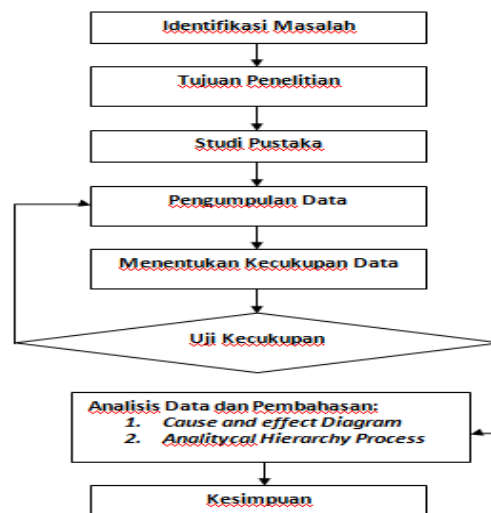 Identifikasi Masalah
Tujuan Penelitian
Studi Pustaka
Pengumpulan Data
Menentukan Kecukupan Data
Uji Kecukupan
Analisis Data dan Pembahasan:
1. Cause and effect Diagram
2. Analitycal Hierarchy Process
Kesimpuan